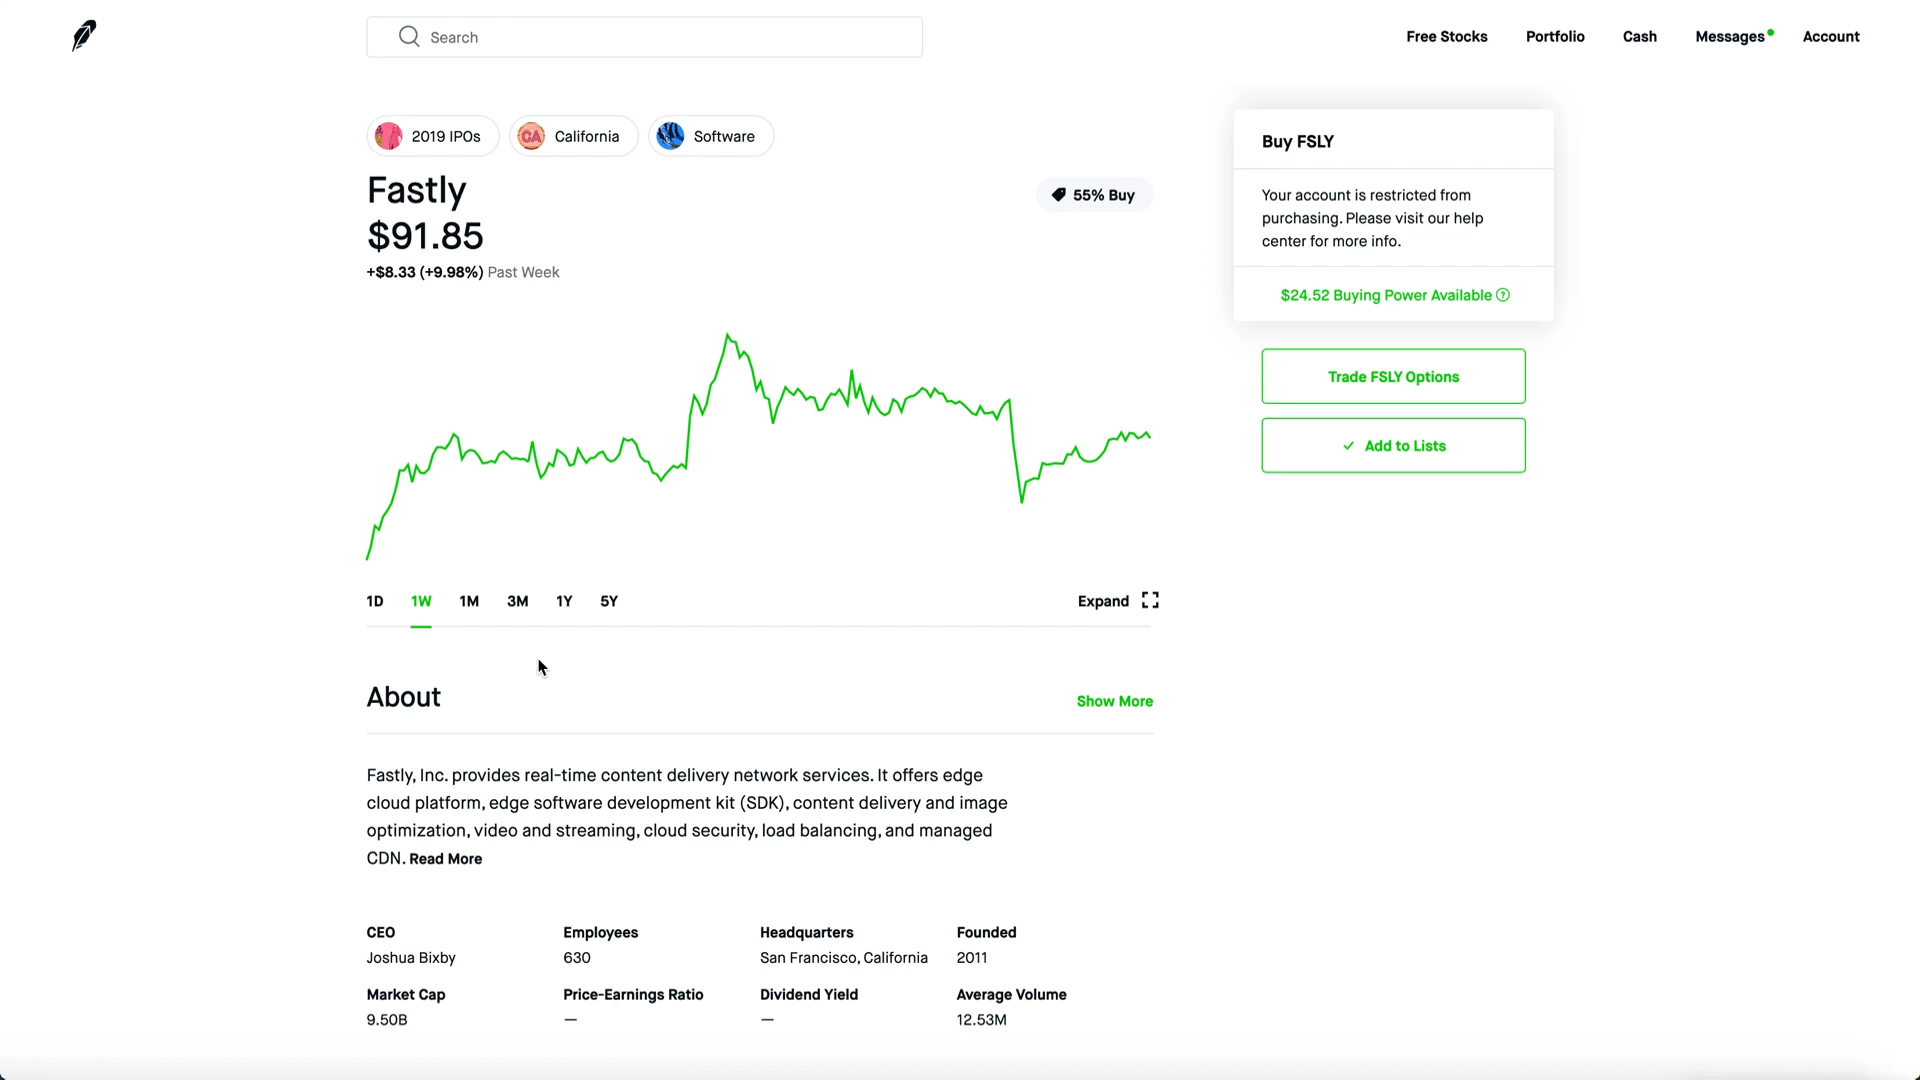 Search
Free Stocks
Portfolio
Cash
Messages
Account
2019 IPOs
CA
California
Software
Fastly
$91.85
+$8.33 (+9.98%) Past Week
55% Buy
Buy FSLY
Your account is restricted from
purchasing. Please visit our help
center for more info.
$24.52 Buying Power Available ?
Trade FSLY Options
Add to Lists
1D
1W
1M
3M
1Y
5Y
Expand
About
Show More
Fastly, Inc. provides real-time content delivery network services. It offers edge
cloud platform, edge software development kit (SDK), content delivery and image
optimization, video and streaming, cloud security, load balancing, and managed
CDN. Read More
CEO
Joshua Bixby
Employees
630
Headquarters
San Francisco, California
Founded
2011
Market Cap
9.50B
Price-Earnings Ratio
—
Dividend Yield
—
Average Volume
12.53M